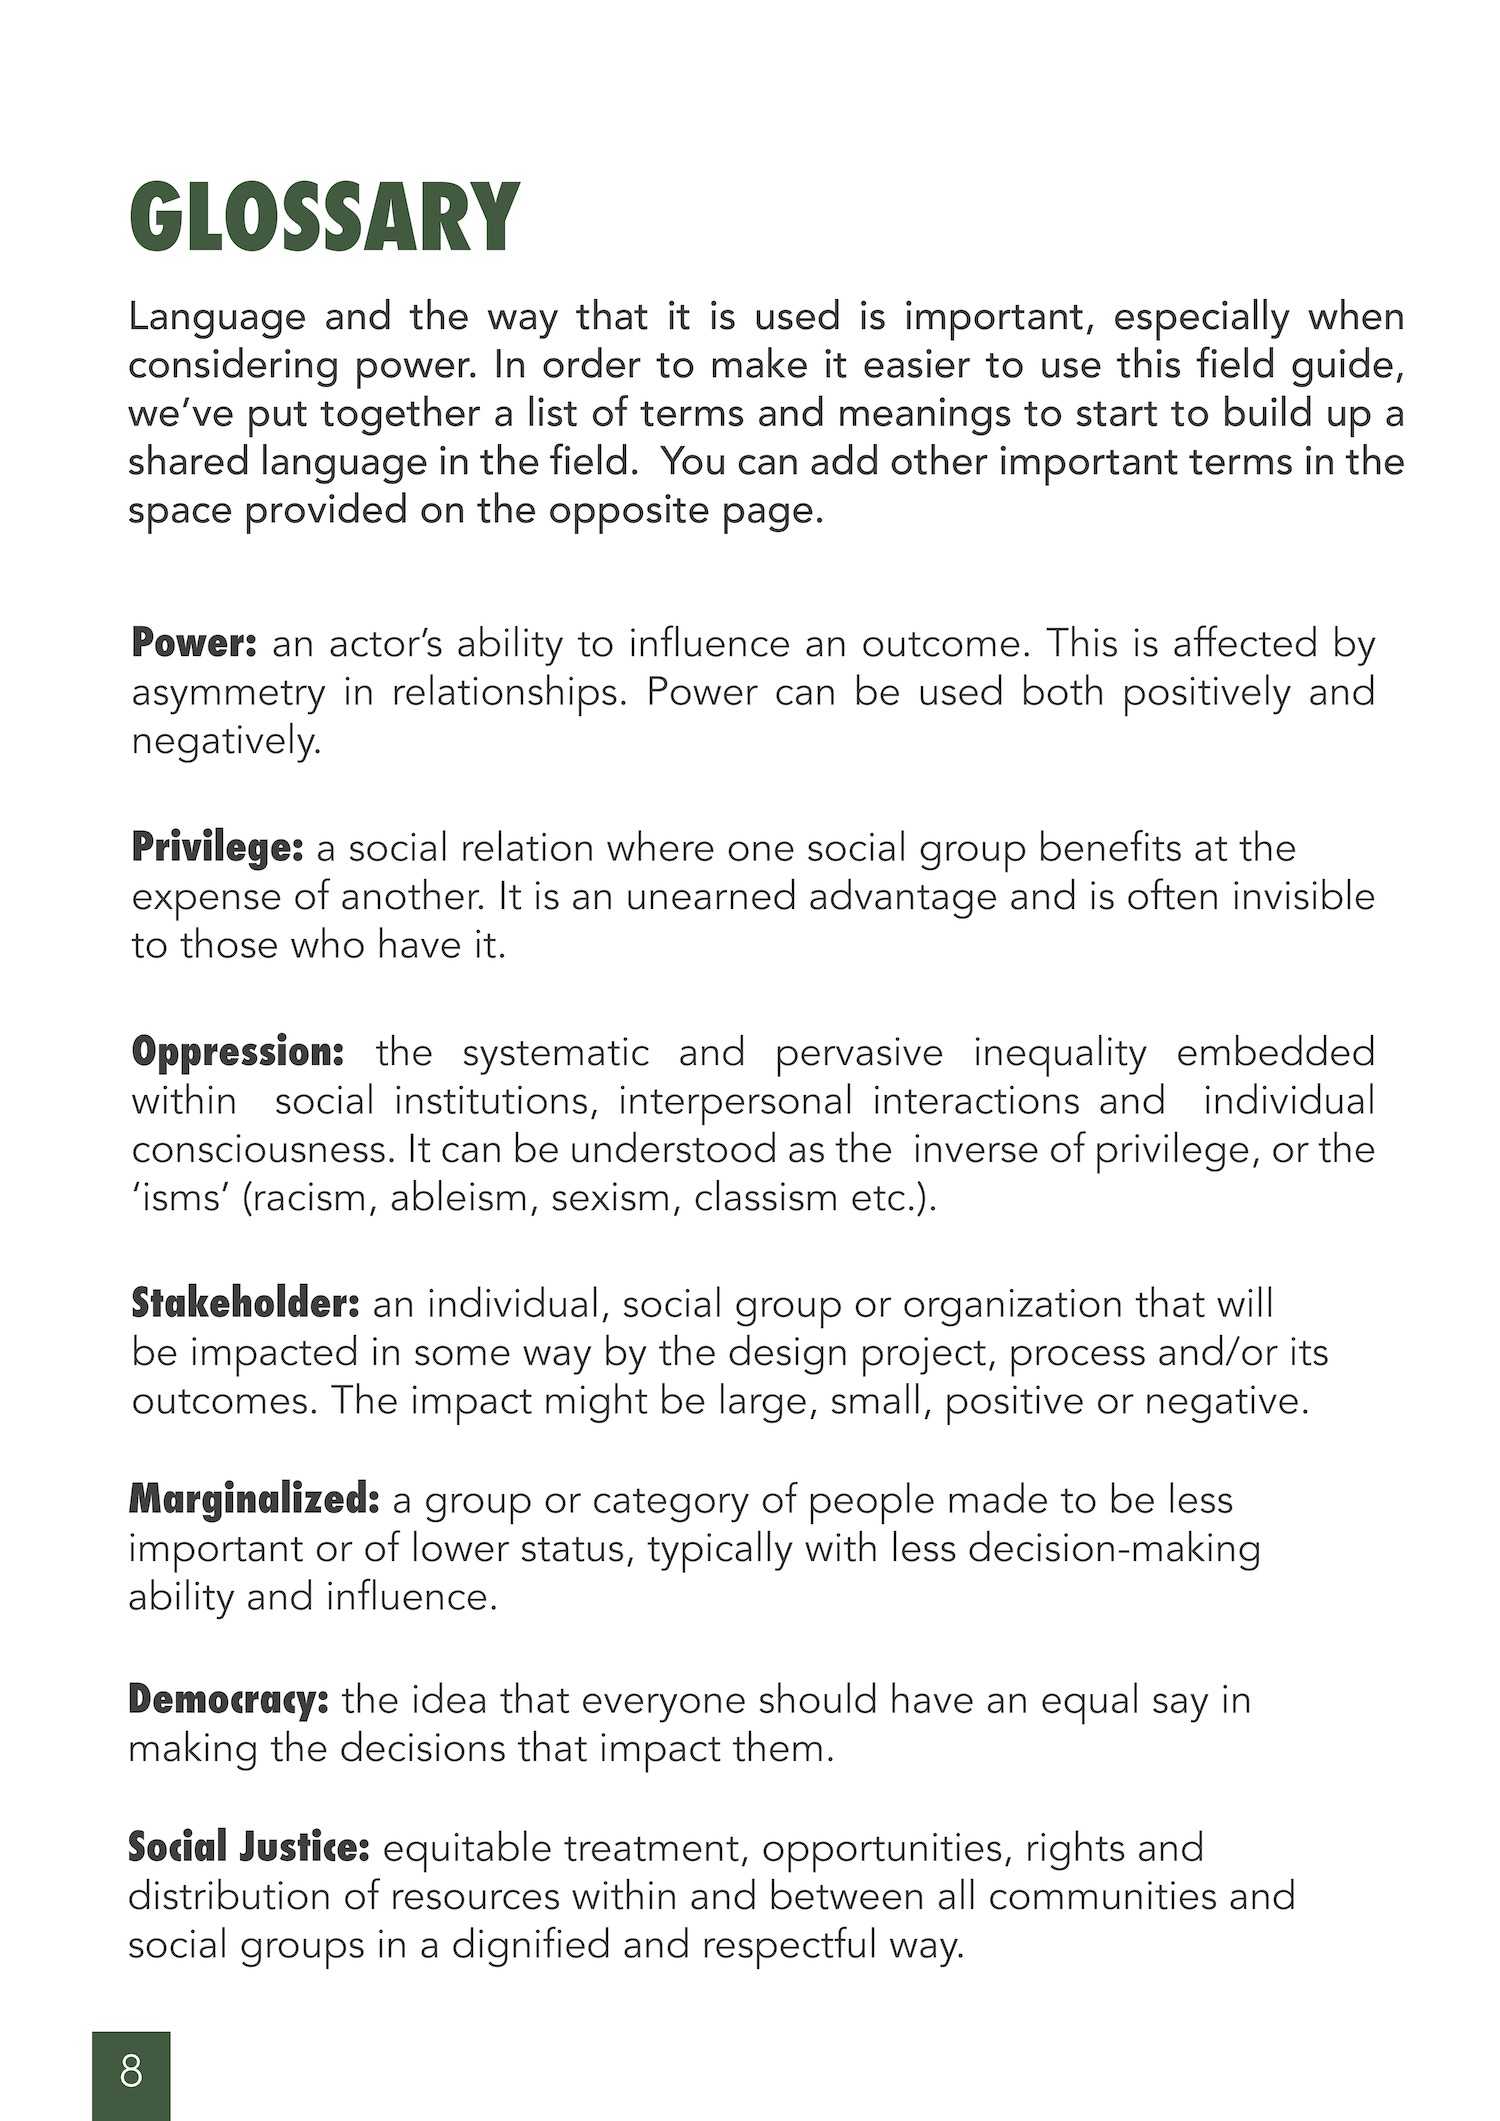 GLOSSARY
Language and the way that it is used is important, especially when
considering power. In order to make it easier to use this field guide,
we’ve put together a list of terms and meanings to start to build up a
shared language in the field.  You can add other important terms in the
space provided on the opposite page.
Power: an actor’s ability to influence an outcome. This is affected by
asymmetry in relationships. Power can be used both positively and
negatively.
Privilege: a social relation where one social group benefits at the
expense of another. It is an unearned advantage and is often invisible
to those who have it.
Oppression: the systematic and pervasive inequality embedded
within social institutions, interpersonal interactions and individual
consciousness. It can be understood as the inverse of privilege, or the
‘isms’ (racism, ableism, sexism, classism etc.).
Stakeholder: an individual, social group or organization that will
be impacted in some way by the design project, process and/or its
outcomes. The impact might be large, small, positive or negative.
Marginalized: a group or category of people made to be less
important or of lower status, typically with less decision-making
ability and influence.
Democracy: the idea that everyone should have an equal say in
making the decisions that impact them.
Social Justice: equitable treatment, opportunities, rights and
distribution of resources within and between all communities and
social groups in a dignified and respectful way.
8